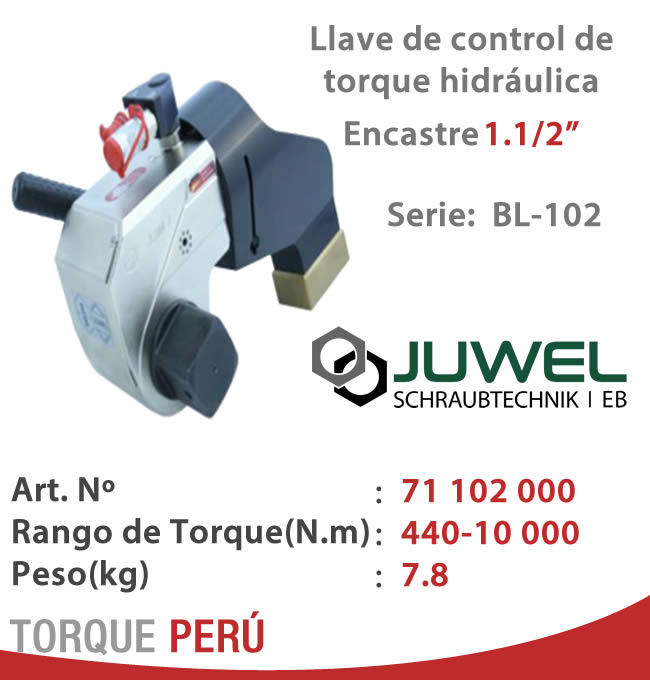 Llave de control de
torque hidráulica
Encastre 1.1/2”
Serie: BL-102
JUWEL
SCHRAUBTECHNIK | EB
Art. Nº : 71 102 000
Rango de Torque(N.m) : 440-10 000
Peso(kg) : 7.8
TORQUE PERÚ